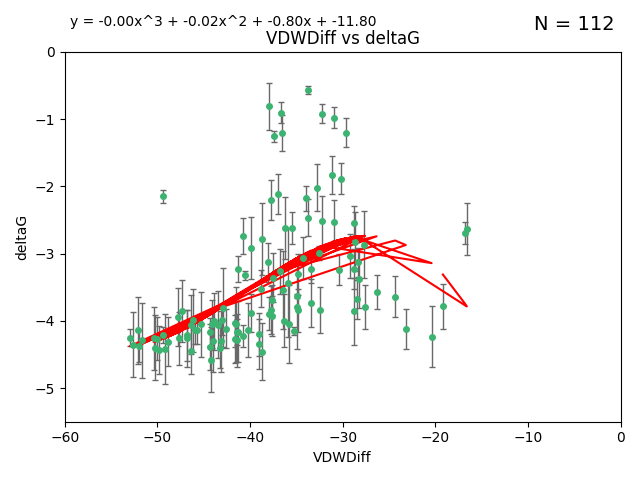 y = -0.00x^3 + -0.02x^2 + -0.80x + -11.80
N = 112
VDWDiff vs deltaG
0
−1
−2
−3
−4
−5
deltaG
−60 −50 −40 −30 −20 −10 0
VDWDiff